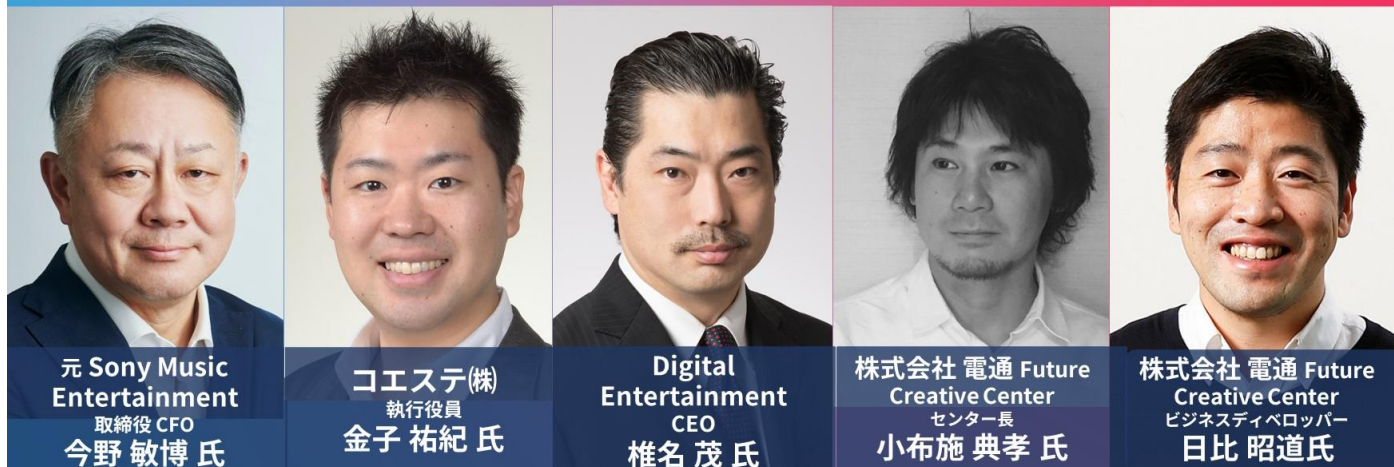 元 Sony Music
Entertainment
取締役 CFO
今野 敏博 氏
コエステ㈱
執行役員
金子 祐紀 氏
Digital
Entertainment
CEO
椎名 茂 氏
株式会社 電通 Future
Creative Center
センター長
小布施 典孝 氏
株式会社 電通 Future
Creative Center
ビジネスディベロッパー
日比 昭道氏